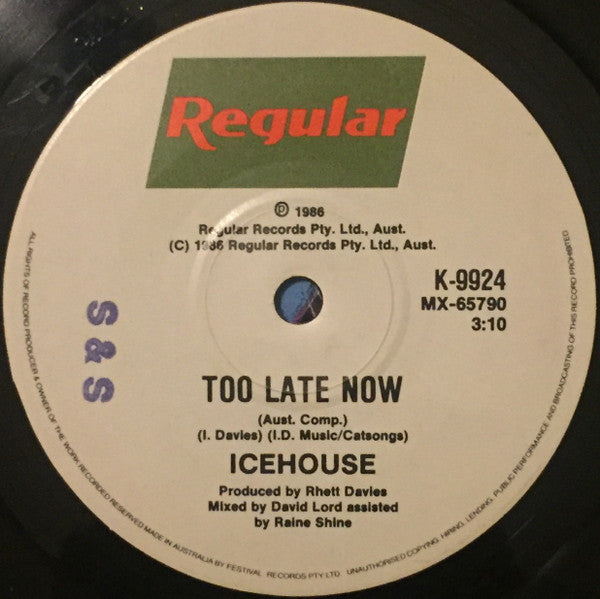 Regular
℗ 1986
Regular Records Pty. Ltd., Aust.
(C) 1986 Regular Records Pty. Ltd., Aust.
K-9924
MX-65790
3:10
S & S
TOO LATE NOW
(Aust. Comp.)
(I. Davies) (I.D. Music/Catsongs)
ICEHOUSE
Produced by Rhett Davies
Mixed by David Lord assisted
by Raine Shine
ALL RIGHTS OF RECORD PRODUCER & OWNER OF THE WORK RECORDED RESERVED MADE IN AUSTRALIA BY FESTIVAL RECORDS PTY LTD UNAUTHORISED COPYING, HIRING, LENDING, PUBLIC PERFORMANCE AND BROADCASTING OF THIS RECORD PROHIBITED